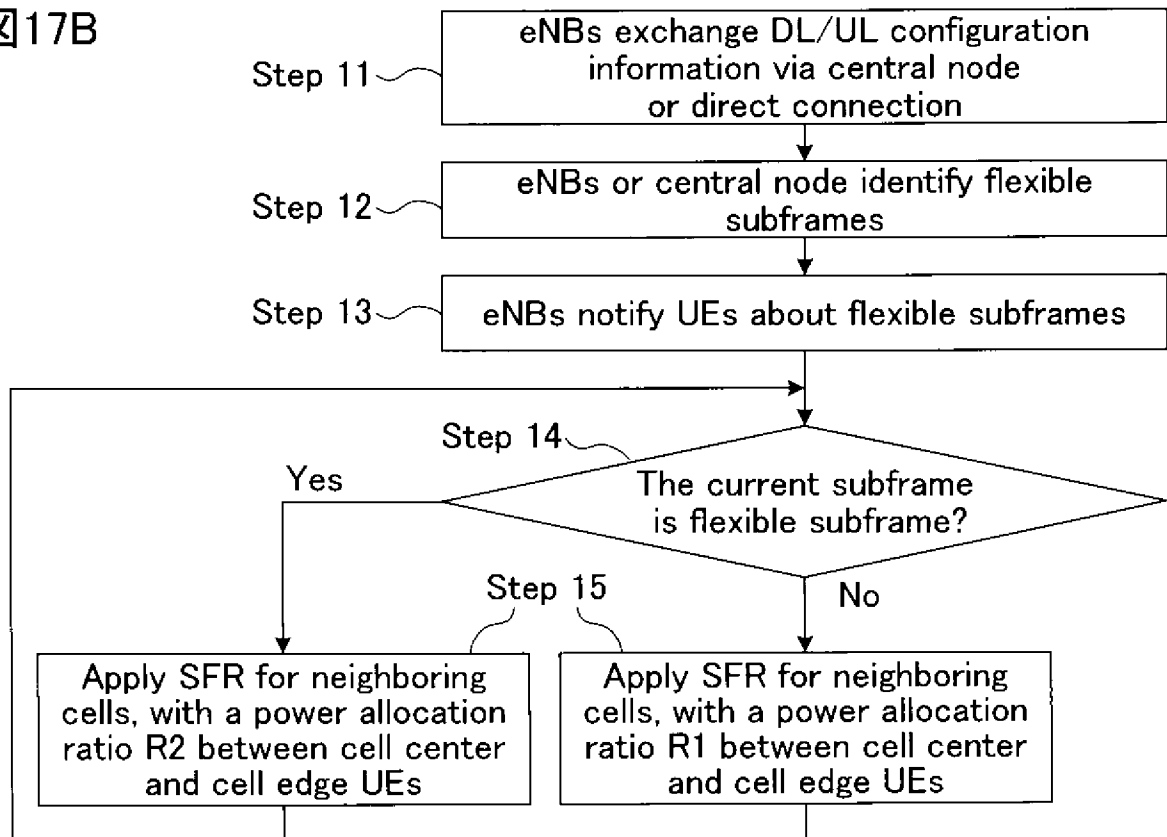 図17B
Step 11
eNBs exchange DL/UL configuration
information via central node
or direct connection
Step 12
eNBs or central node identify flexible
subframes
Step 13
eNBs notify UEs about flexible subframes
Step 14
The current subframe
is flexible subframe?
Yes
No
Step 15
Apply SFR for neighboring
cells, with a power allocation
ratio R2 between cell center
and cell edge UEs
Apply SFR for neighboring
cells, with a power allocation
ratio R1 between cell center
and cell edge UEs